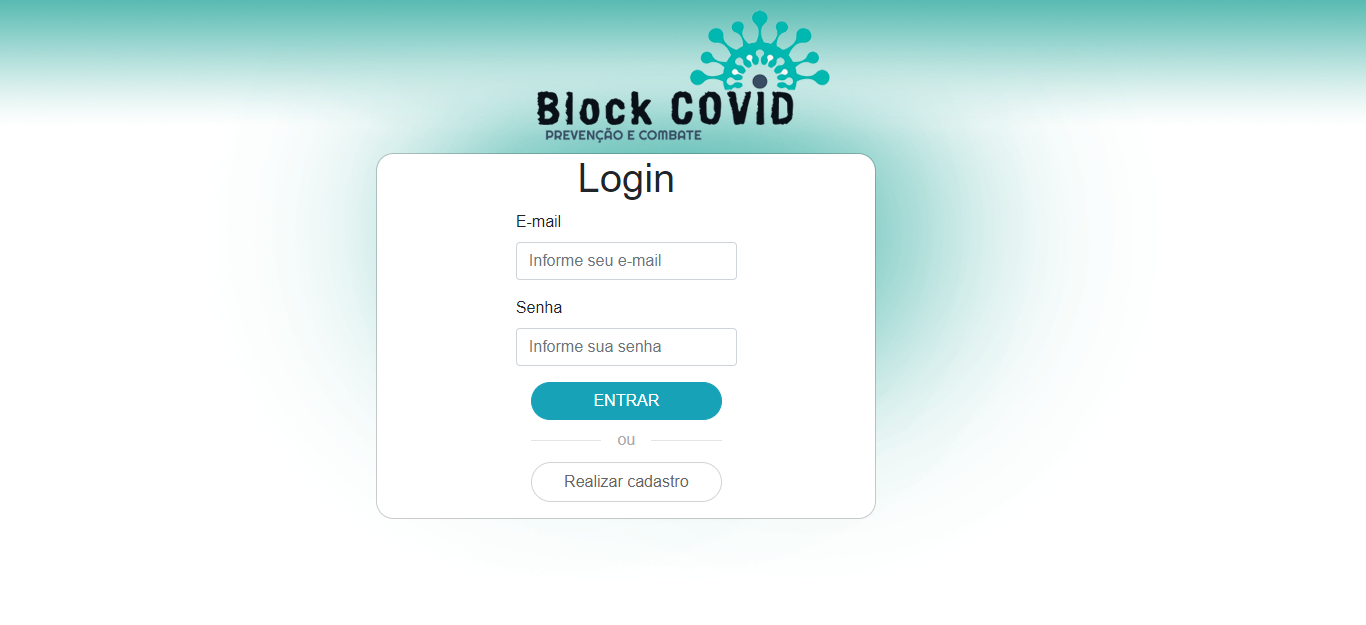 Block COVID
PREVENÇÃO E COMBATE
Login
E-mail
Informe seu e-mail
Senha
Informe sua senha
ENTRAR
ou
Realizar cadastro